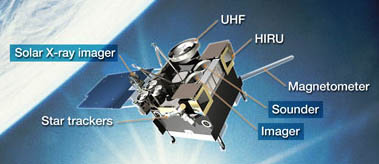 UHF
HIRU
Solar X-ray imager
Magnetometer
Sounder
Star trackers
Imager